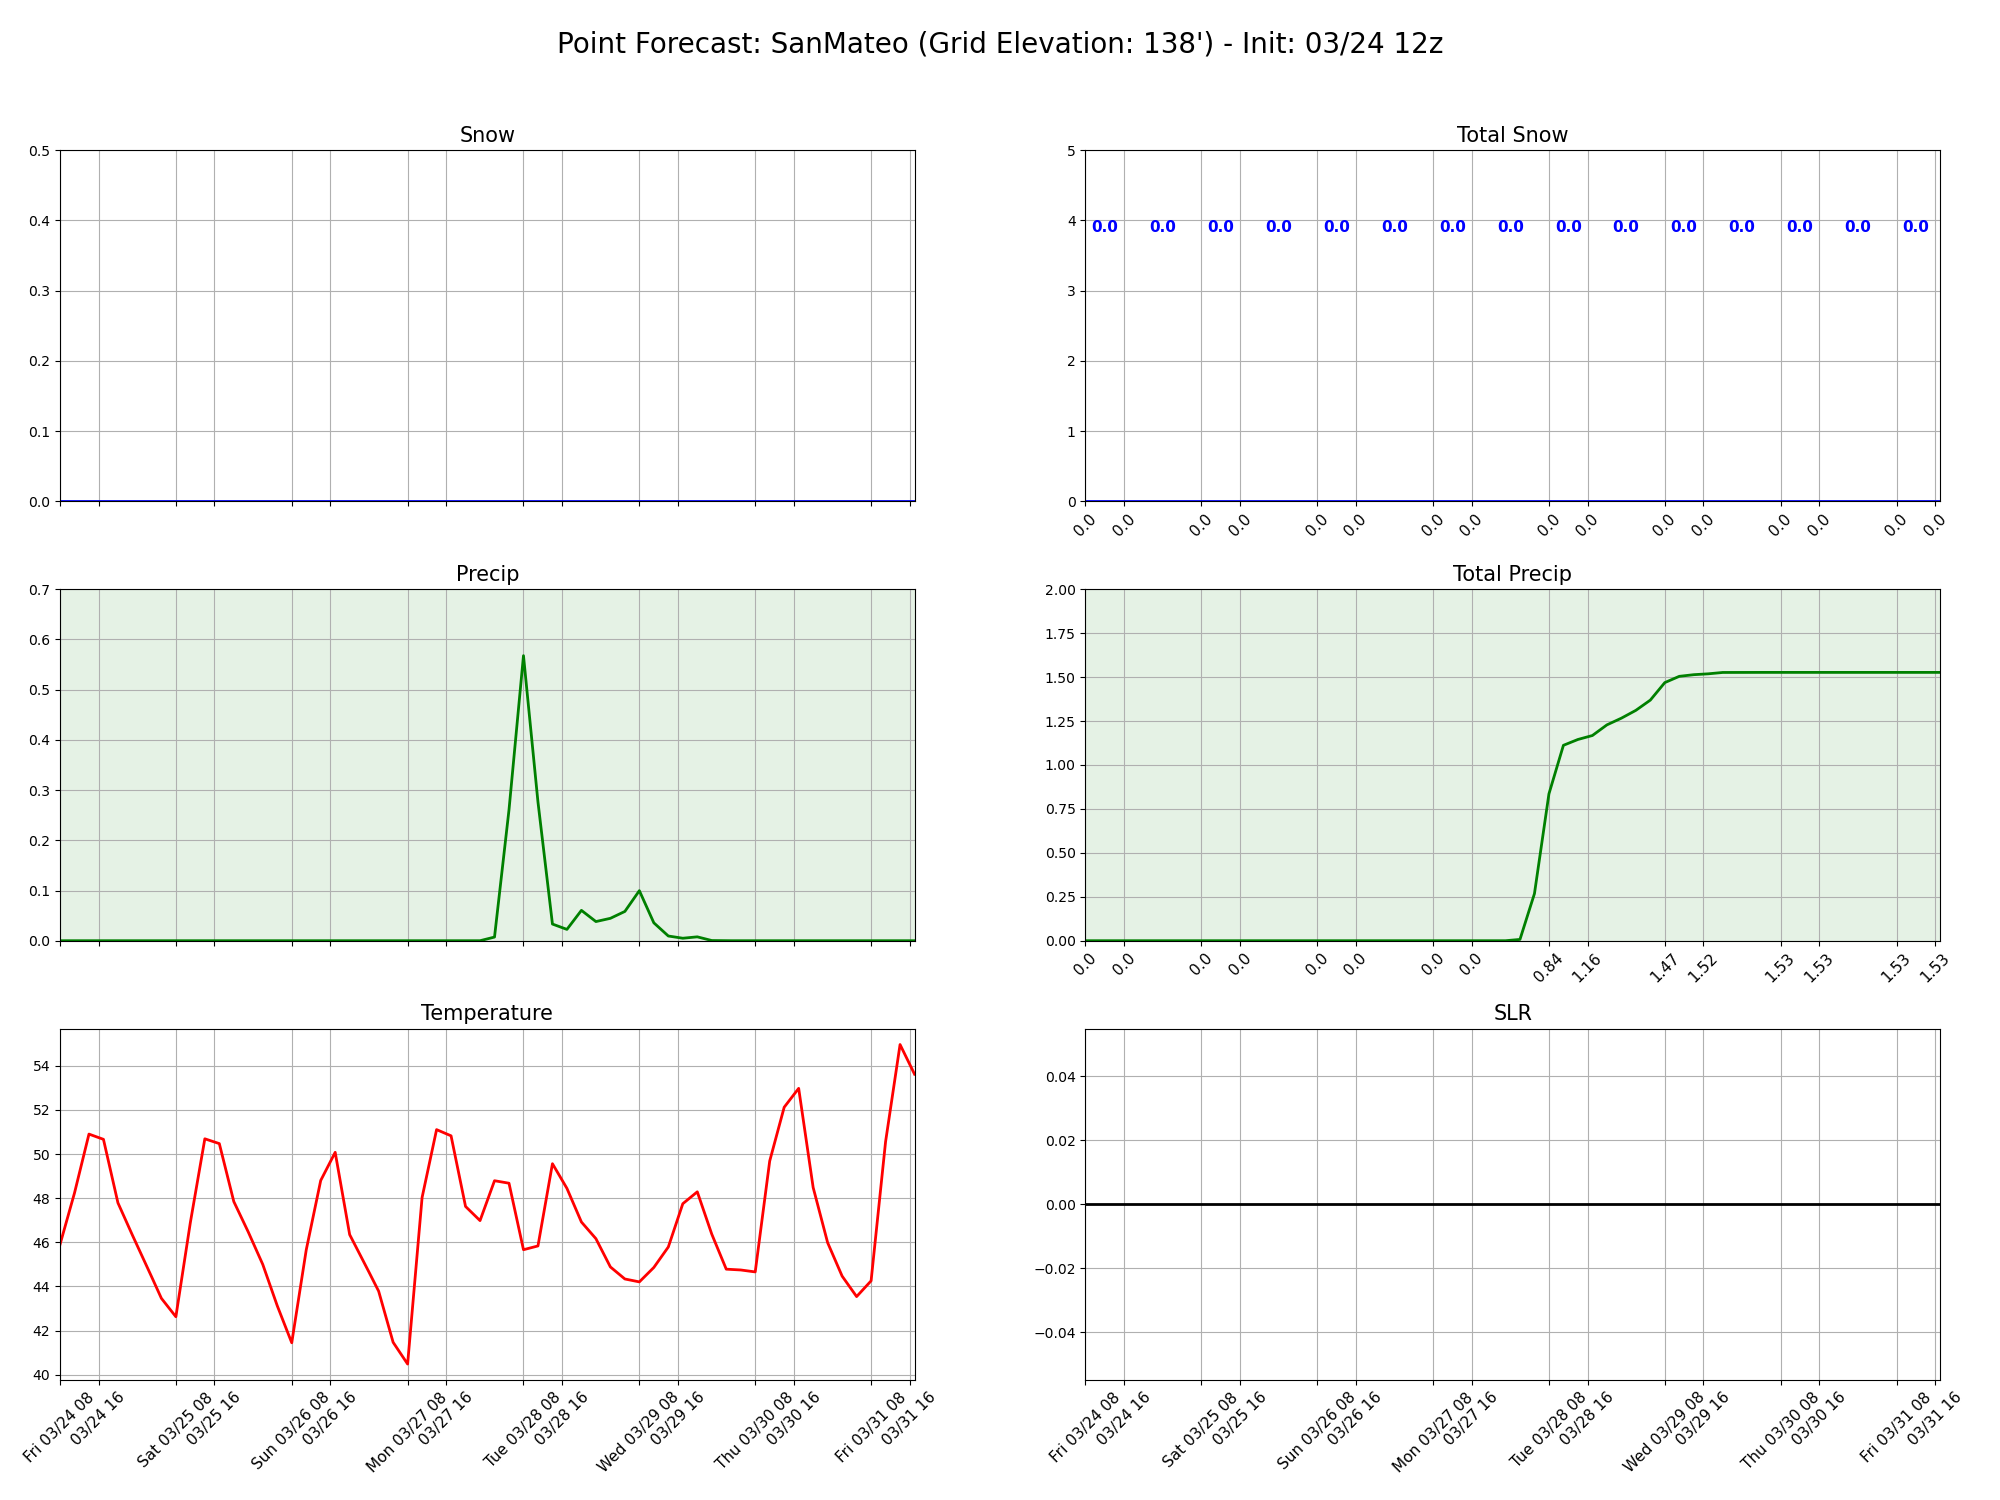 Point Forecast: SanMateo (Grid Elevation: 138') - Init: 03/24 12z
Snow
0.5
0.4
0.3
0.2
0.1
0.0
Total Snow
5
4
3
2
1
0
0.0 0.0 0.0 0.0 0.0 0.0 0.0 0.0 0.0 0.0 0.0 0.0 0.0 0.0 0.0
0.0 0.0 0.0 0.0 0.0 0.0 0.0 0.0 0.0 0.0 0.0 0.0 0.0 0.0 0.0 0.0
Precip
0.7
0.6
0.5
0.4
0.3
0.2
0.1
0.0
Total Precip
2.00
1.75
1.50
1.25
1.00
0.75
0.50
0.25
0.00
0.0 0.0 0.0 0.0 0.0 0.0 0.0 0.0 0.84 1.16 1.47 1.52 1.53 1.53 1.53 1.53
Temperature
54
52
50
48
46
44
42
40
Fri 03/24 08
03/24 16
Sat 03/25 08
03/25 16
Sun 03/26 08
03/26 16
Mon 03/27 08
03/27 16
Tue 03/28 08
03/28 16
Wed 03/29 08
03/29 16
Thu 03/30 08
03/30 16
Fri 03/31 08
03/31 16
SLR
0.04
0.02
0.00
−0.02
−0.04
Fri 03/24 08
03/24 16
Sat 03/25 08
03/25 16
Sun 03/26 08
03/26 16
Mon 03/27 08
03/27 16
Tue 03/28 08
03/28 16
Wed 03/29 08
03/29 16
Thu 03/30 08
03/30 16
Fri 03/31 08
03/31 16